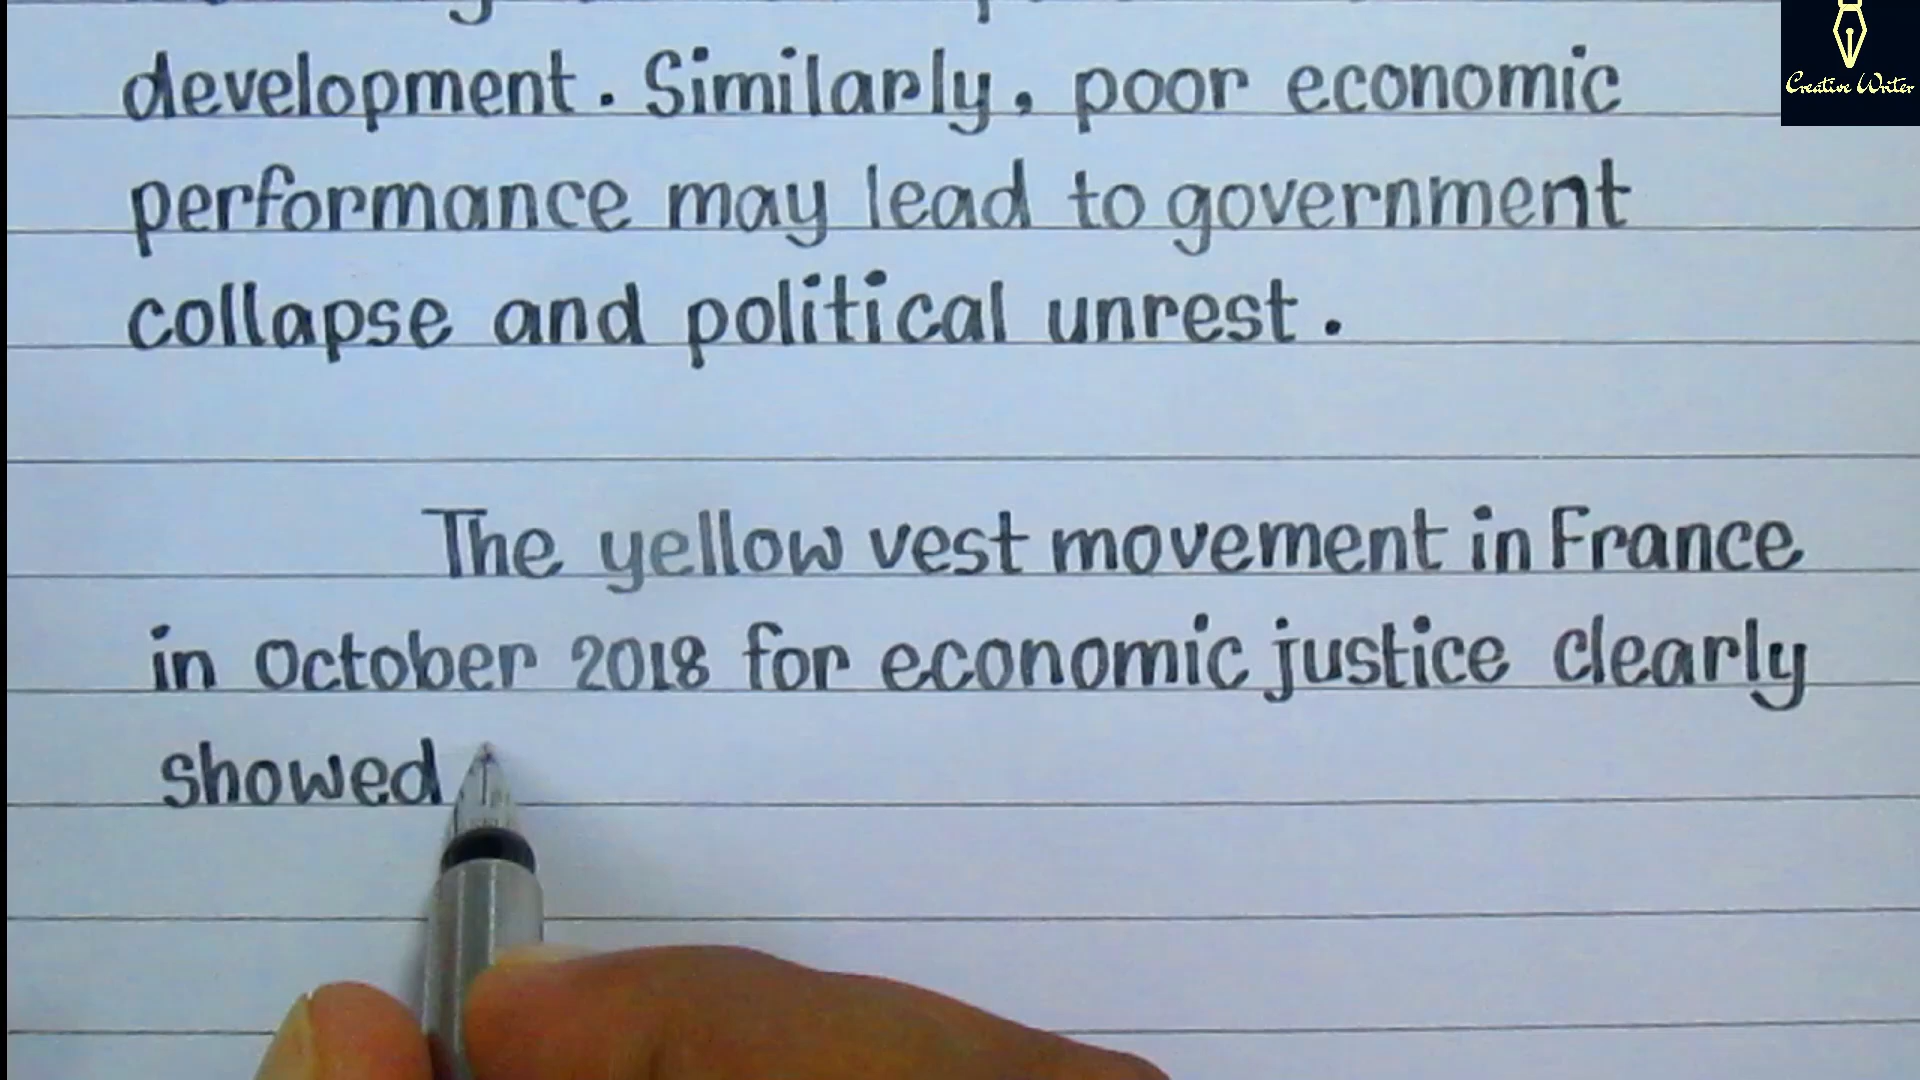 development. Similarly, poor economic
performance may lead to government
collapse and political unrest.
The yellow vest movement in France
in October 2018 for economic justice clearly
showed
Creative Writer